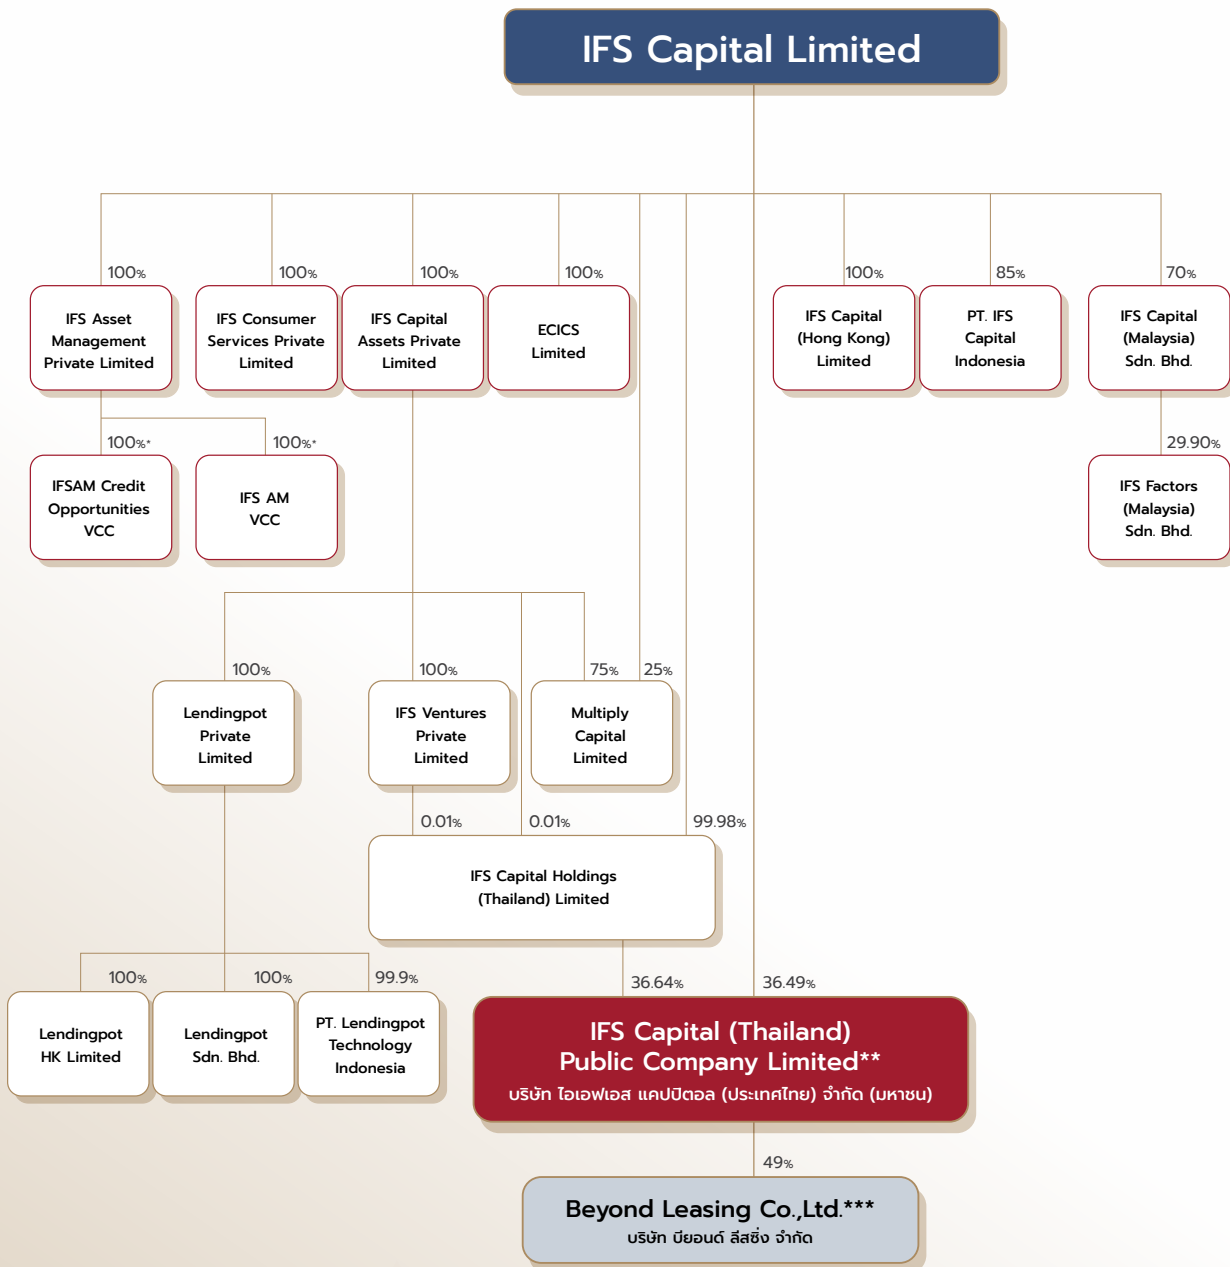 IFS Capital Limited
100%
100%
100%
100%
100%
85%
70%
IFS Asset
Management
Private Limited
IFS Consumer
Services Private
Limited
IFS Capital
Assets Private
Limited
ECICS
Limited
IFS Capital
(Hong Kong)
Limited
PT. IFS
Capital
Indonesia
IFS Capital
(Malaysia)
Sdn. Bhd.
100%*
100%*
29.90%
IFSAM Credit
Opportunities
VCC
IFS AM
VCC
IFS Factors
(Malaysia)
Sdn. Bhd.
100%
100%
75%
25%
Lendingpot
Private
Limited
IFS Ventures
Private
Limited
Multiply
Capital
Limited
0.01%
0.01%
99.98%
IFS Capital Holdings
(Thailand) Limited
100%
100%
99.9%
36.64%
36.49%
Lendingpot
HK Limited
Lendingpot
Sdn. Bhd.
PT. Lendingpot
Technology
Indonesia
IFS Capital (Thailand)
Public Company Limited**
บริษัท ไอเอฟเอส แคปปิตอล (ประเทศไทย) จำกัด (มหาชน)
49%
Beyond Leasing Co.,Ltd.***
บริษัท บียอนด์ ลีสซิ่ง จำกัด